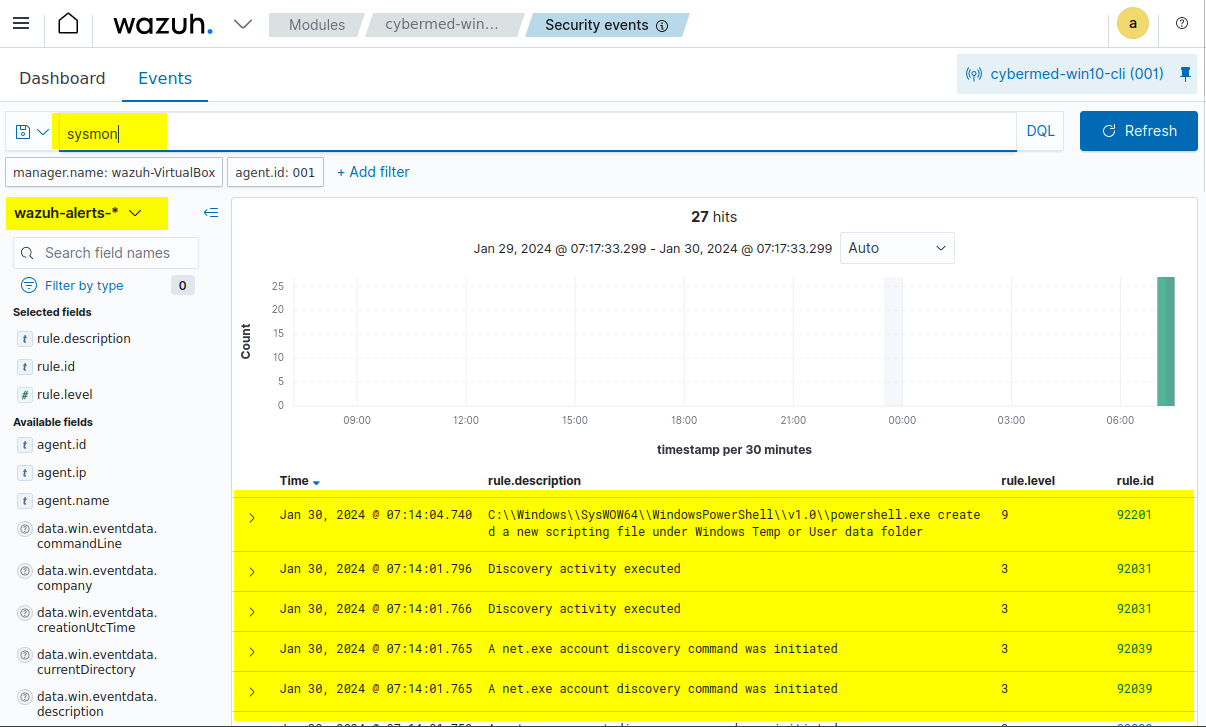 wazuh.
Modules
cybermed-win...
Security events
a
Dashboard
Events
cybermed-win10-cli (001)
sysmon
DQL
Refresh
manager.name: wazuh-VirtualBox
agent.id: 001
+ Add filter
wazuh-alerts-*
Search field names
Filter by type
0
Selected fields
t rule.description
t rule.id
# rule.level
Available fields
t agent.id
t agent.ip
t agent.name
data.win.eventdata.
commandLine
data.win.eventdata.
company
data.win.eventdata.
creationUtcTime
data.win.eventdata.
currentDirectory
data.win.eventdata.
description
27 hits
Jan 29, 2024 @ 07:17:33.299 - Jan 30, 2024 @ 07:17:33.299
Auto
Count
25
20
15
10
5
0
09:00 12:00 15:00 18:00 21:00 00:00 03:00 06:00
timestamp per 30 minutes
Time rule.description rule.level rule.id
Jan 30, 2024 @ 07:14:04.740 C:\\Windows\\SysWOW64\\WindowsPowerShell\\v1.0\\powershell.exe create 9 92201
d a new scripting file under Windows Temp or User data folder
Jan 30, 2024 @ 07:14:01.796 Discovery activity executed 3 92031
Jan 30, 2024 @ 07:14:01.766 Discovery activity executed 3 92031
Jan 30, 2024 @ 07:14:01.765 A net.exe account discovery command was initiated 3 92039
Jan 30, 2024 @ 07:14:01.765 A net.exe account discovery command was initiated 3 92039